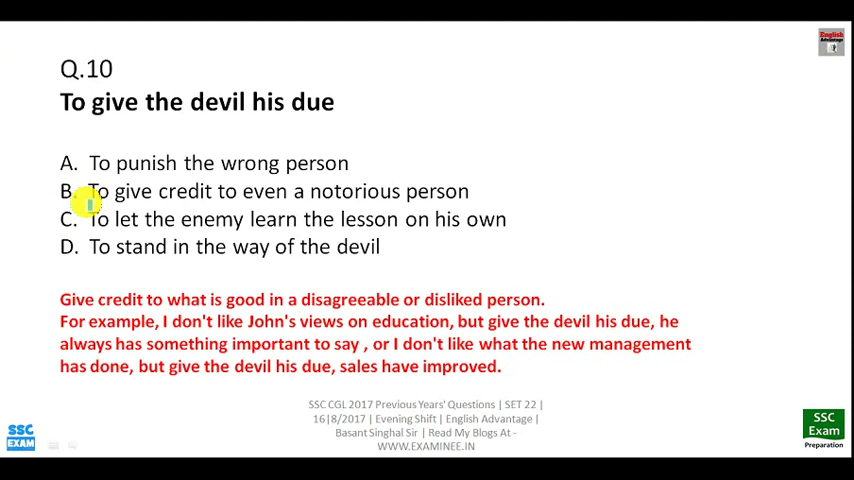 English
Advantage
Q.10
To give the devil his due
A. To punish the wrong person
B. To give credit to even a notorious person
C. To let the enemy learn the lesson on his own
D. To stand in the way of the devil
Give credit to what is good in a disagreeable or disliked person.
For example, I don't like John's views on education, but give the devil his due, he
always has something important to say , or I don't like what the new management
has done, but give the devil his due, sales have improved.
SSC CGL 2017 Previous Years' Questions | SET 22 |
16|8/2017 | Evening Shift | English Advantage |
Basant Singhal Sir | Read My Blogs At -
WWW.EXAMINEE.IN
SSC
EXAM
SSC
Exam
Preparation